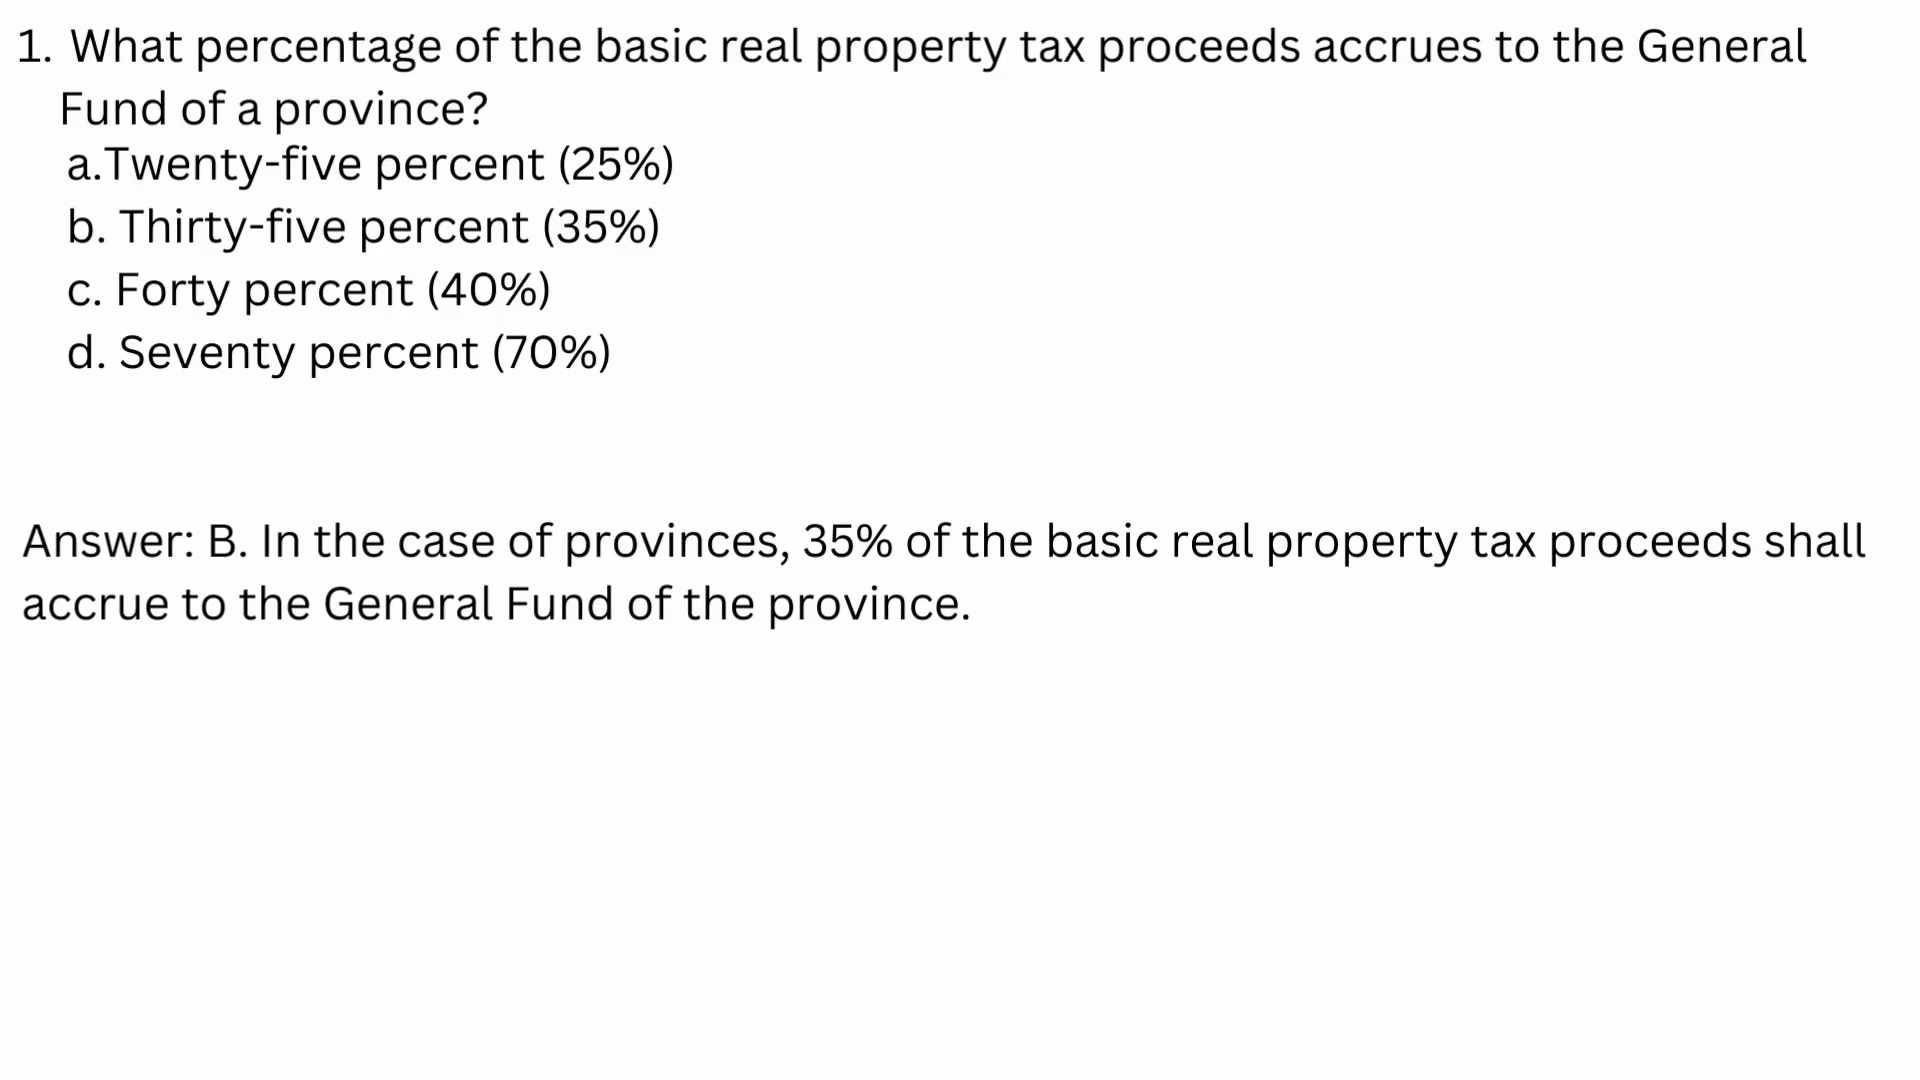 1. What percentage of the basic real property tax proceeds accrues to the General
Fund of a province?
a.Twenty-five percent (25%)
b. Thirty-five percent (35%)
c. Forty percent (40%)
d. Seventy percent (70%)
Answer: B. In the case of provinces, 35% of the basic real property tax proceeds shall
accrue to the General Fund of the province.